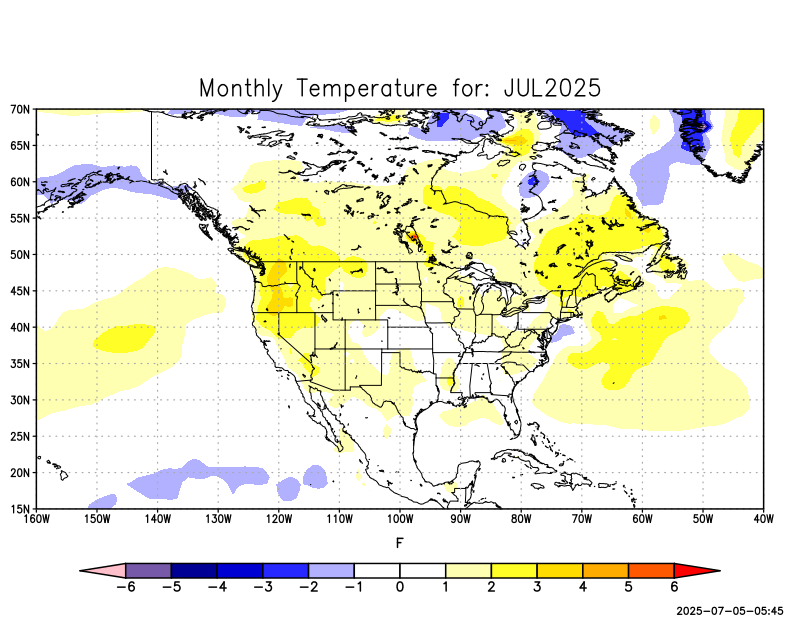 Monthly Temperature for: JUL2025
70N
65N
60N
55N
50N
45N
40N
35N
30N
25N
20N
15N
160W 150W 140W 130W 120W 110W 100W 90W 80W 70W 60W 50W 40W
F
-6 -5 -4 -3 -2 -1 0 1 2 3 4 5 6
2025-07-05-05:45